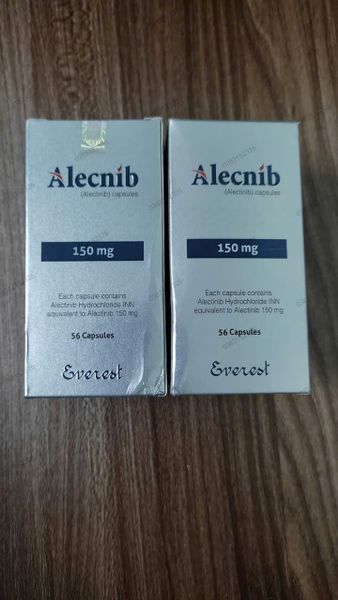 Alecnib
(Alectinib) capsules
150 mg
Each capsule contains
Alectinib Hydrochloride INN
equivalent to Alectinib 150 mg
56 Capsules
Everest
Alecnib
(Alectinib) capsules
150 mg
Each capsule contains
Alectinib Hydrochloride INN
equivalent to Alectinib 150 mg
56 Capsules
Everest